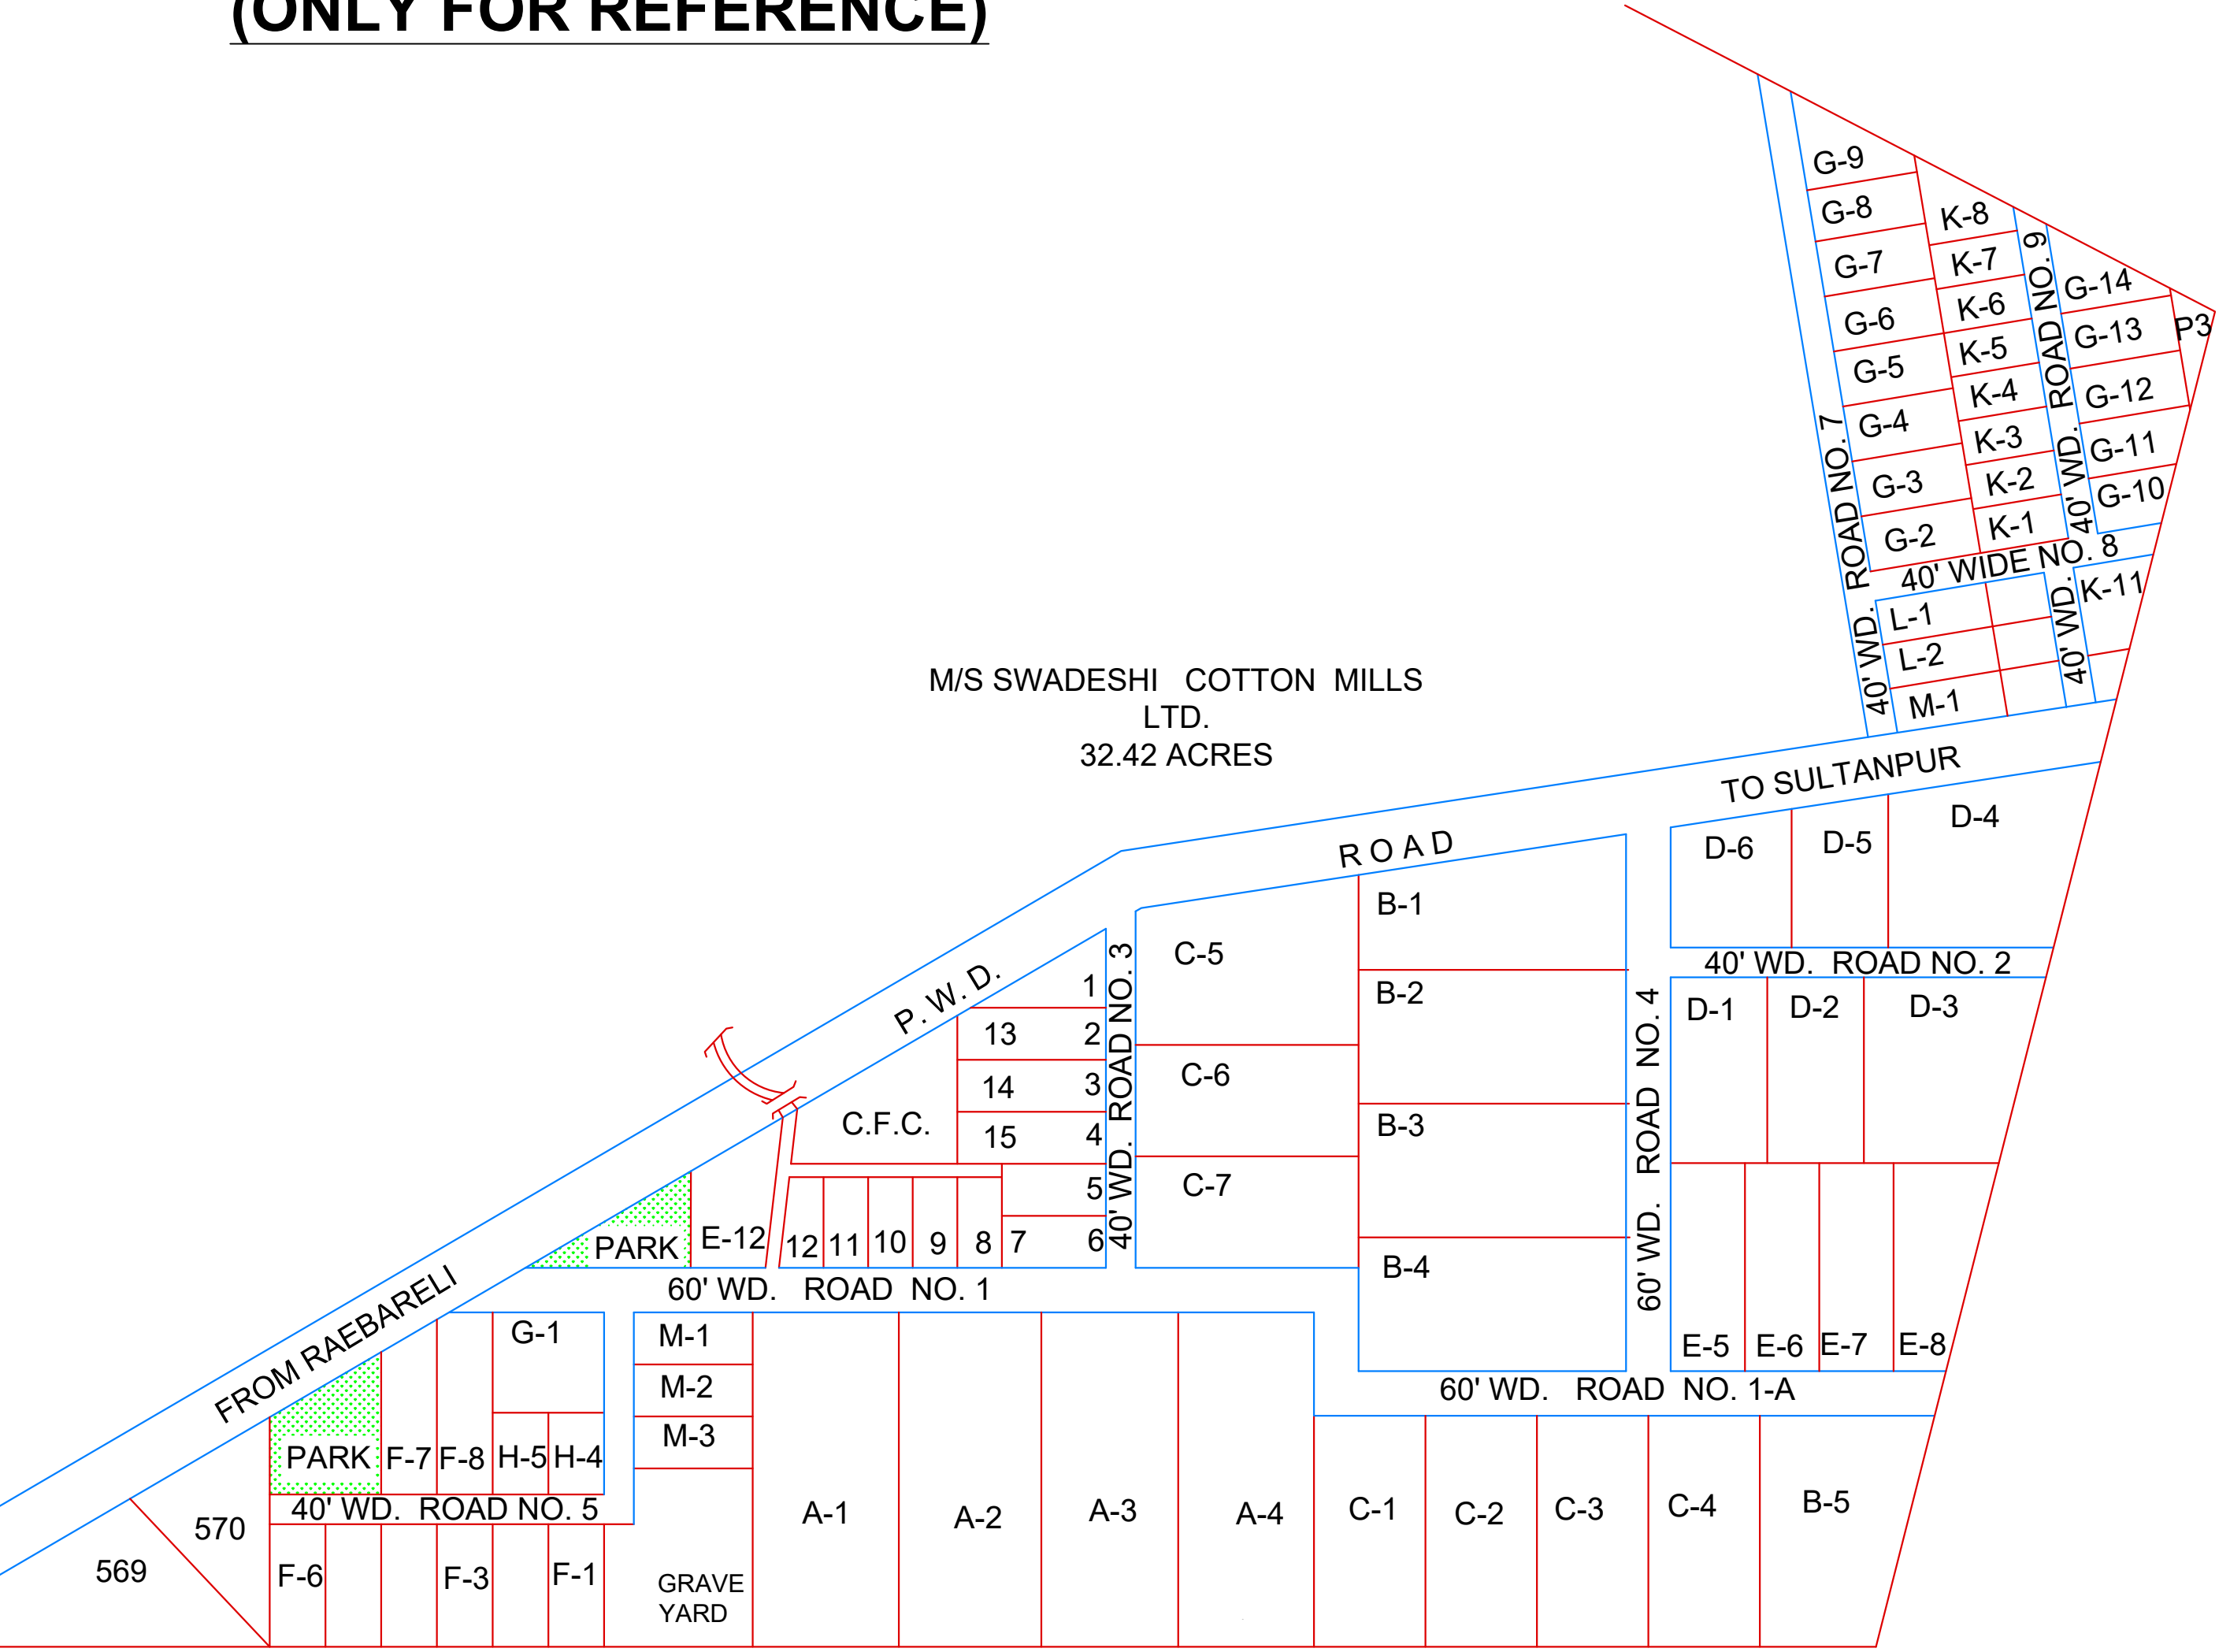 (ONLY FOR REFERENCE)
G-9
G-8
G-7
G-6
G-5
G-4
G-3
G-2
K-8
K-7
K-6
K-5
K-4
K-3
K-2
K-1
G-14
G-13
G-12
G-11
G-10
P3
40' WD. ROAD NO. 7
40' WD. ROAD NO. 9
40' WIDE NO. 8
40' WD.
K-11
L-1
L-2
M-1
M/S SWADESHI COTTON MILLS
LTD.
32.42 ACRES
FROM RAEBARELI
P. W. D.
ROAD
TO SULTANPUR
D-6
D-5
D-4
40' WD. ROAD NO. 2
D-1
D-2
D-3
E-5
E-6
E-7
E-8
60' WD. ROAD NO. 4
B-1
B-2
B-3
B-4
C-5
C-6
C-7
40' WD. ROAD NO. 3
1
13
2
14
3
15
4
5
6
C.F.C.
PARK
E-12
12
11
10
9
8
7
60' WD. ROAD NO. 1
G-1
M-1
M-2
M-3
60' WD. ROAD NO. 1-A
PARK
F-7
F-8
H-5
H-4
40' WD. ROAD NO. 5
570
569
F-6
F-3
F-1
GRAVE
YARD
A-1
A-2
A-3
A-4
C-1
C-2
C-3
C-4
B-5